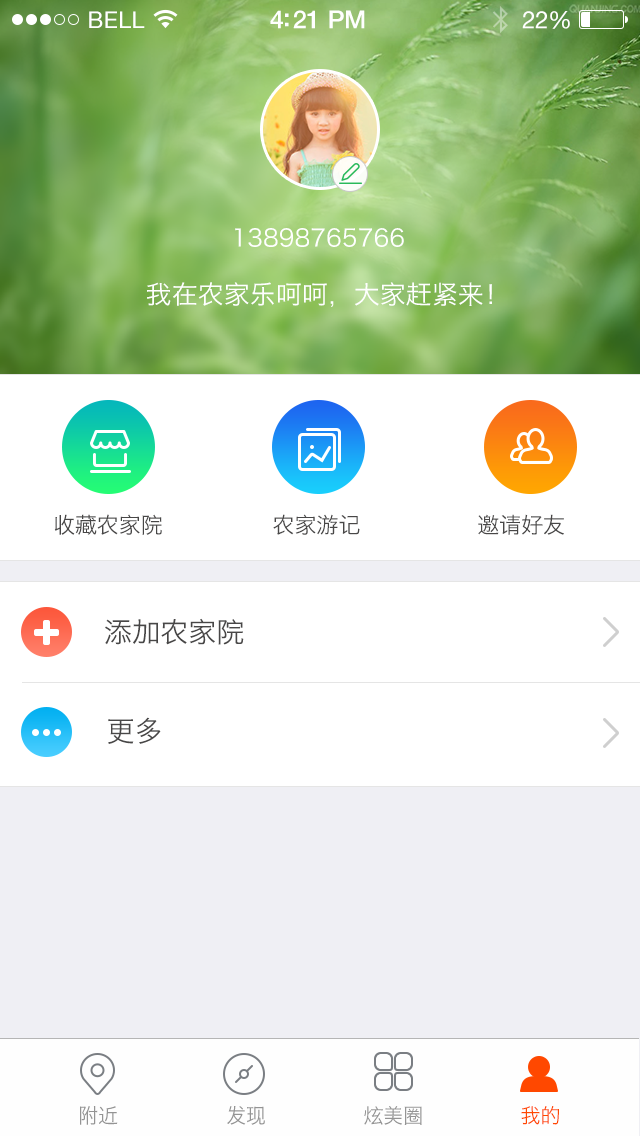 BELL 4:21 PM 22%
QUANJING.COM
13898765766
我在农家乐呵呵，大家赶紧来！
收藏农家院 农家游记 邀请好友
添加农家院
更多
附近 发现 炫美圈 我的